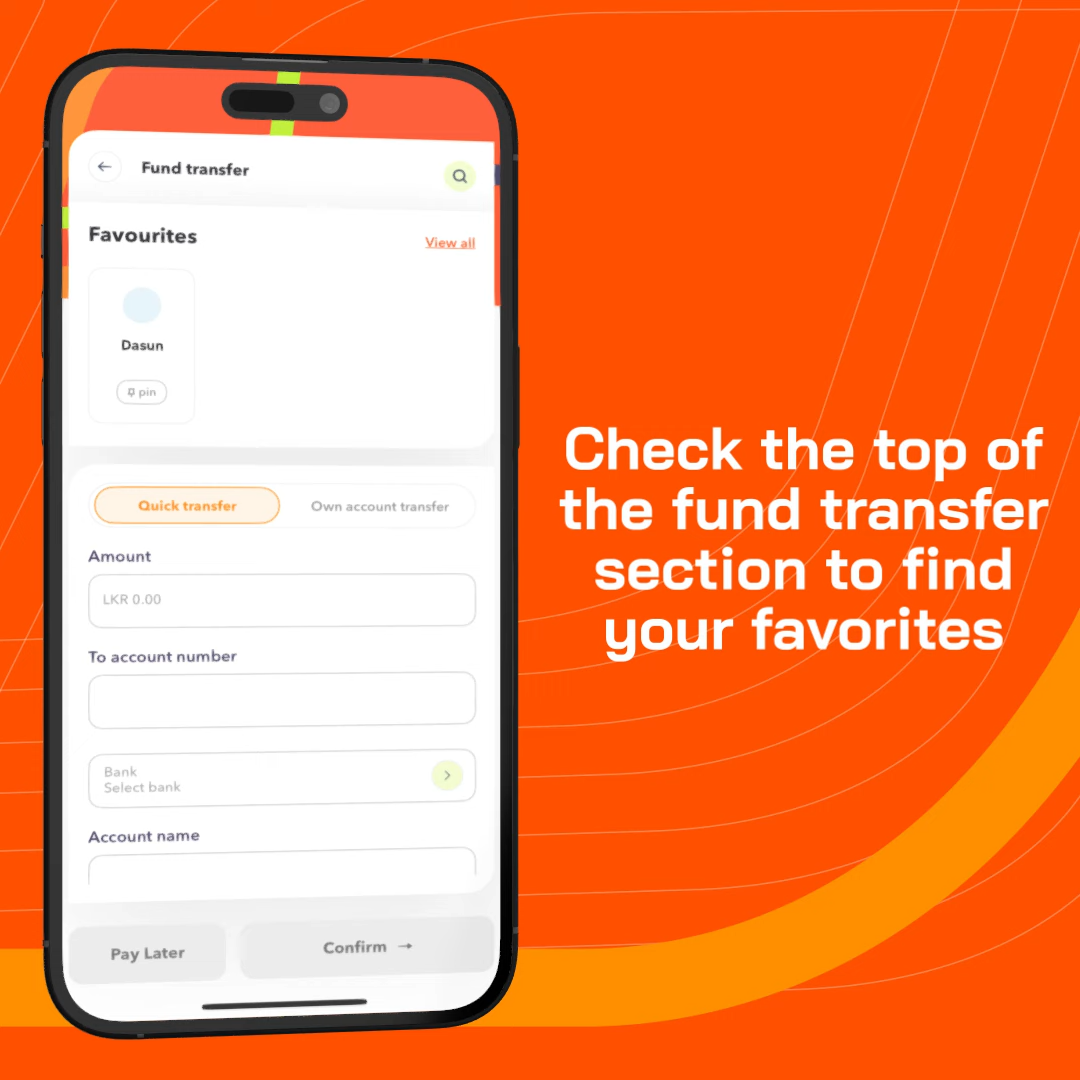 Fund transfer
Favourites
View all
Dasun
pin
Quick transfer
Own account transfer
Amount
LKR 0.00
To account number
Bank
Select bank
Account name
Pay Later
Confirm →
Check the top of
the fund transfer
section to find
your favorites